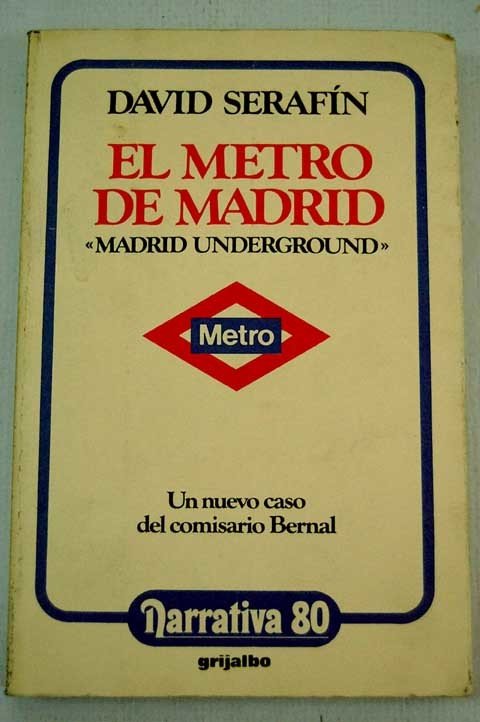 DAVID SERAFÍN
EL METRO
DE MADRID
«MADRID UNDERGROUND»
Metro
Un nuevo caso
del comisario Bernal
Narrativa 80
grijalbo